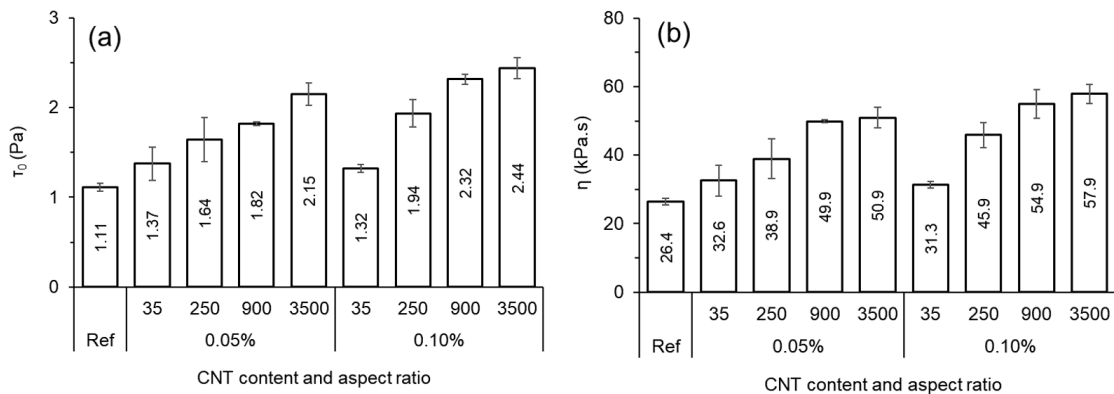 (a)
τ0 (Pa)
3
2
1
0
1.11
1.37
1.64
1.82
2.15
1.32
1.94
2.32
2.44
35 250 900 3500 35 250 900 3500
Ref 0.05% 0.10%
CNT content and aspect ratio
(b)
η (kPa.s)
80
60
40
20
0
26.4
32.6
38.9
49.9
50.9
31.3
45.9
54.9
57.9
35 250 900 3500 35 250 900 3500
Ref 0.05% 0.10%
CNT content and aspect ratio